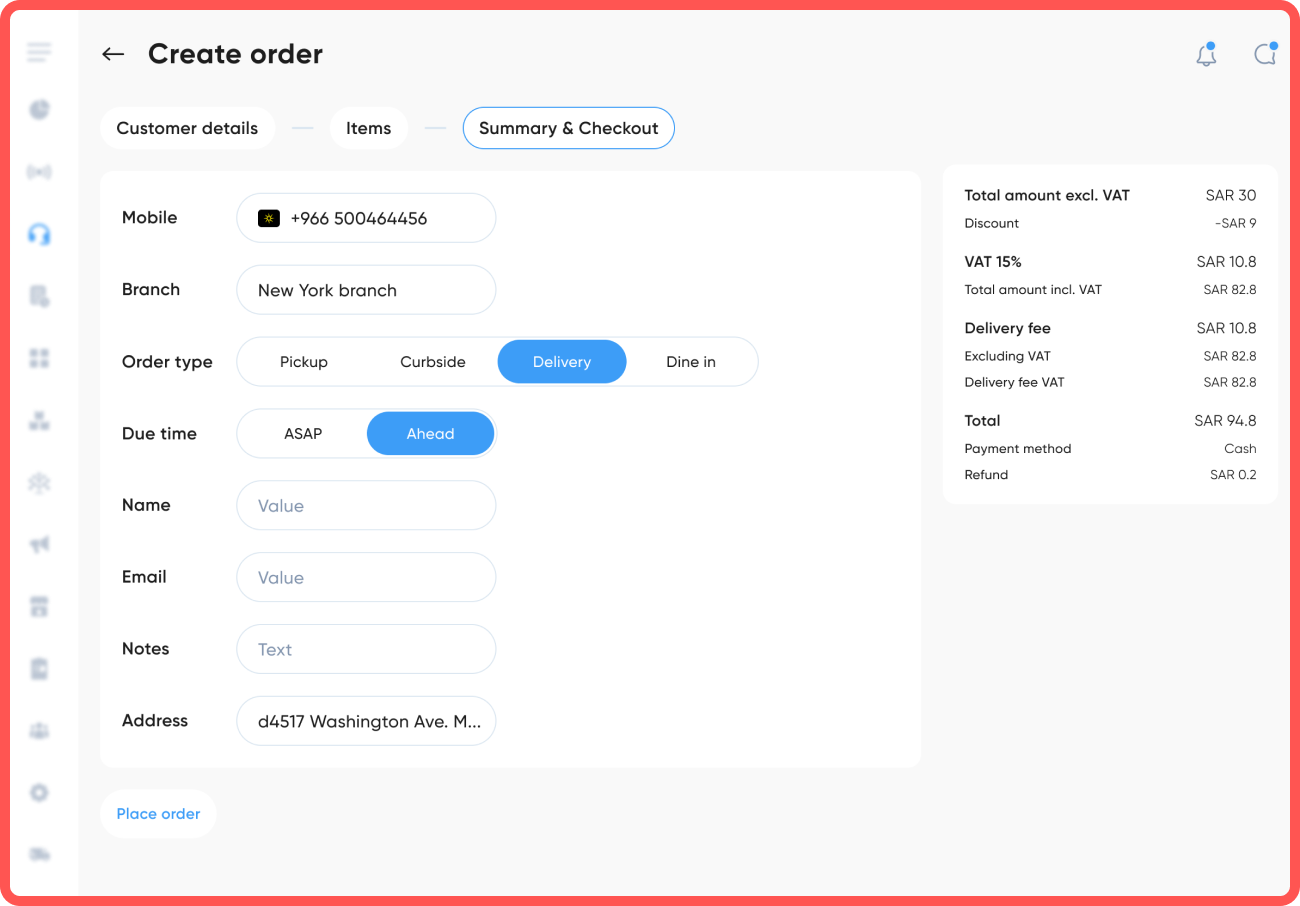 Create order
Customer details
Items
Summary & Checkout
Mobile
+966 500464456
Branch
New York branch
Order type
Pickup
Curbside
Delivery
Dine in
Due time
ASAP
Ahead
Name
Value
Email
Value
Notes
Text
Address
d4517 Washington Ave. M...
Place order
Total amount excl. VAT SAR 30
Discount -SAR 9
VAT 15% SAR 10.8
Total amount incl. VAT SAR 82.8
Delivery fee SAR 10.8
Excluding VAT SAR 82.8
Delivery fee VAT SAR 82.8
Total SAR 94.8
Payment method Cash
Refund SAR 0.2